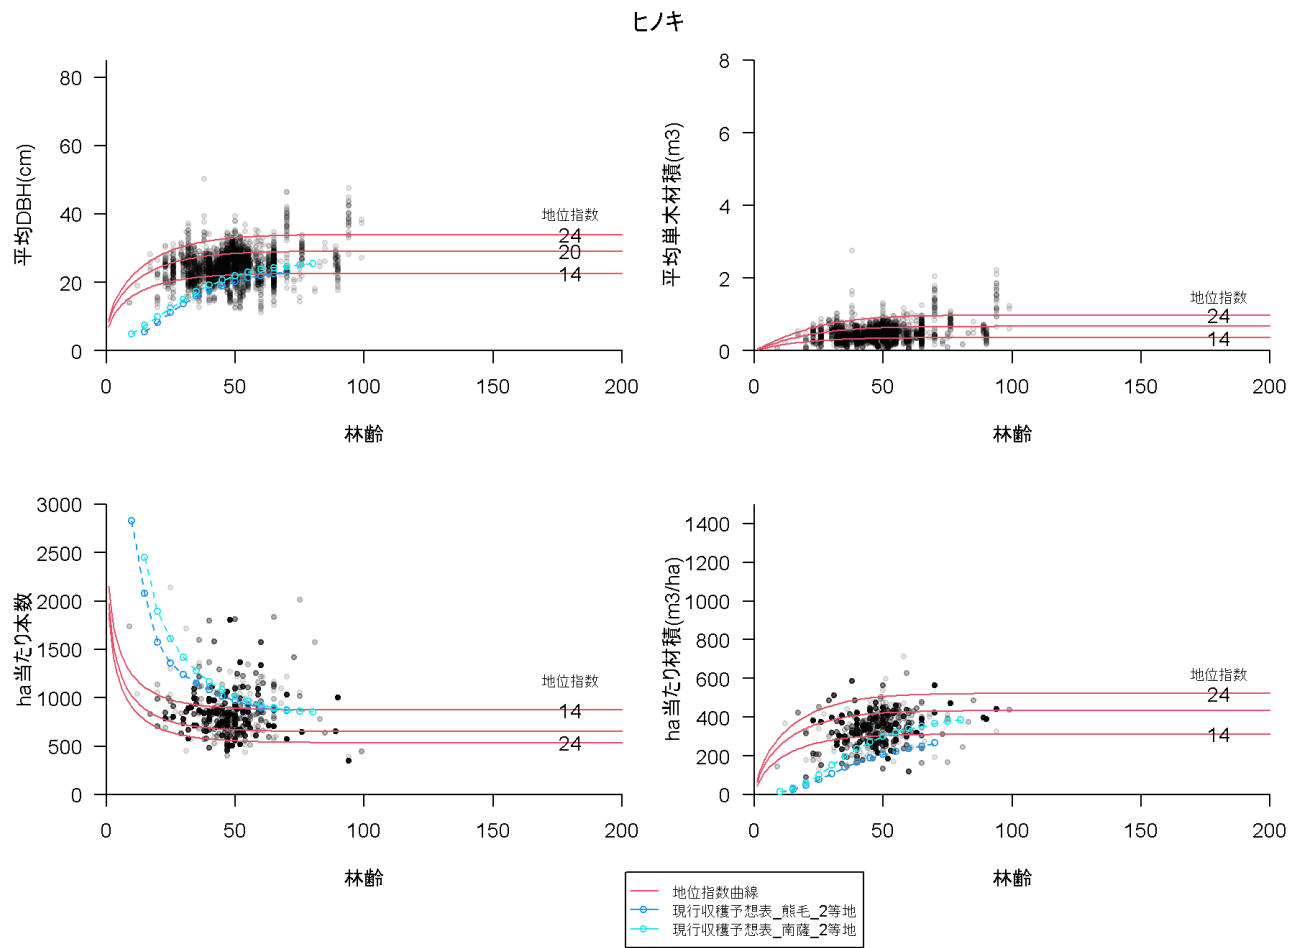 ヒノキ
平均DBH(cm)
80
60
40
20
0
地位指数
24
20
14
0 50 100 150 200
林齢
平均単木材積(m3)
8
6
4
2
0
地位指数
24
14
0 50 100 150 200
林齢
ha当たり本数
3000
2500
2000
1500
1000
500
0
地位指数
14
24
0 50 100 150 200
林齢
ha当たり材積(m3/ha)
1400
1200
1000
800
600
400
200
0
地位指数
24
14
0 50 100 150 200
林齢
地位指数曲線
現行収穫予想表_熊毛_2等地
現行収穫予想表_南薩_2等地